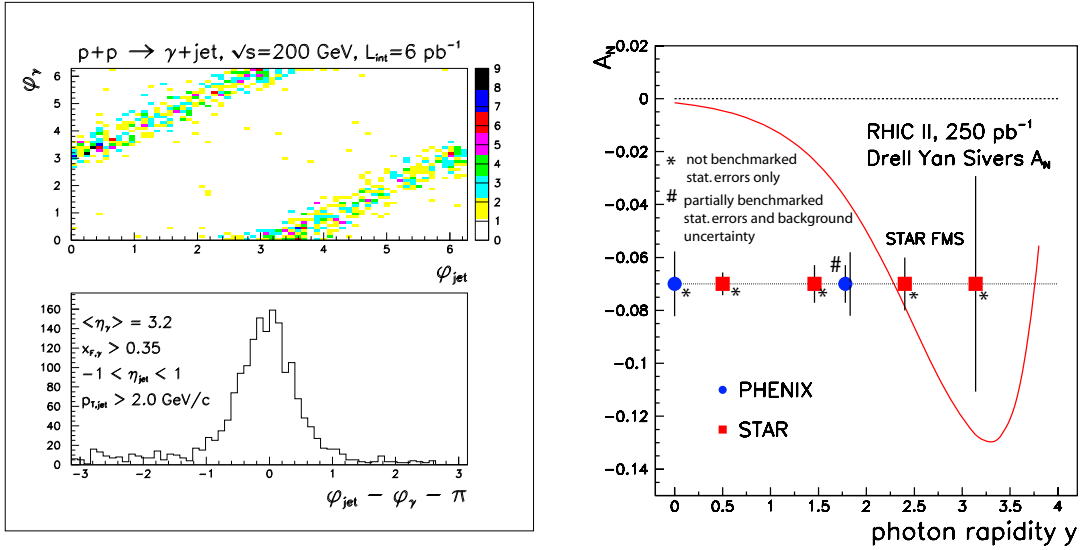 p+p → γ+jet, √s=200 GeV, L_int=6 pb⁻¹
φ_γ
6
5
4
3
2
1
0
0 1 2 3 4 5 6
φ_jet
9
8
7
6
5
4
3
2
1
0
160
140
120
100
80
60
40
20
0
<η_γ> = 3.2
x_F,γ > 0.35
−1 < η_jet < 1
p_T,jet > 2.0 GeV/c
−3 −2 −1 0 1 2 3
φ_jet − φ_γ − π
A_N
0.02
0
−0.02
−0.04
−0.06
−0.08
−0.1
−0.12
−0.14
RHIC II, 250 pb⁻¹
Drell Yan Sivers A_N
* not benchmarked
stat. errors only
# partially benchmarked
stat. errors and background
uncertainty
STAR FMS
#
* * * * *
PHENIX
STAR
0 0.5 1 1.5 2 2.5 3 3.5 4
photon rapidity y